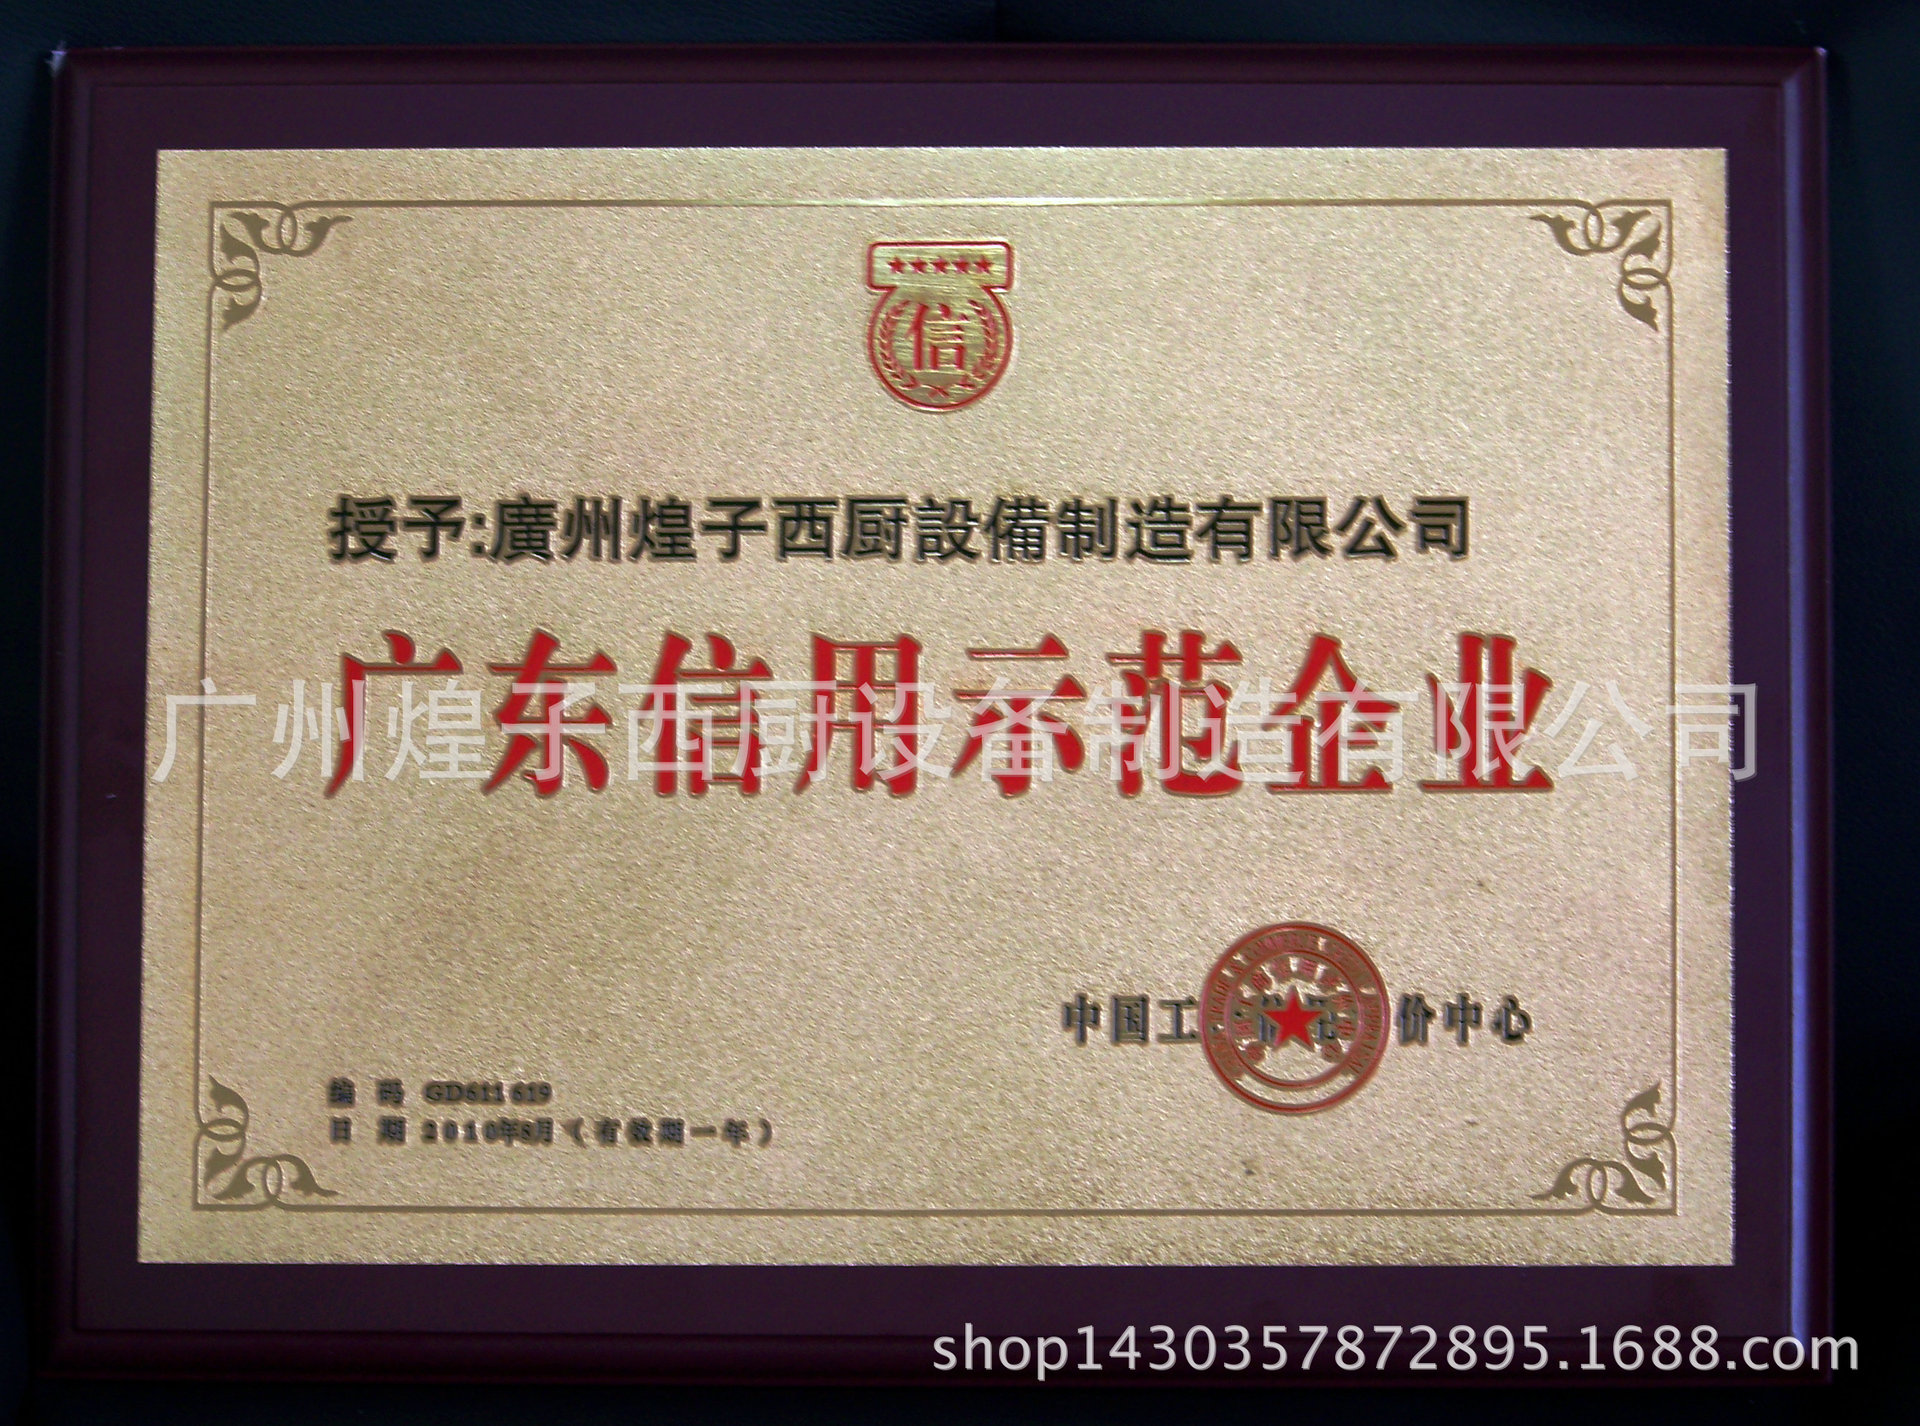 信
授予:廣州煌子西厨設備制造有限公司
广东信用示范企业
广州煌子西厨设备制造有限公司
中国工 价中心
编 码 GD611619
日 期 2010年8月（有效期一年）
shop1430357872895.1688.com